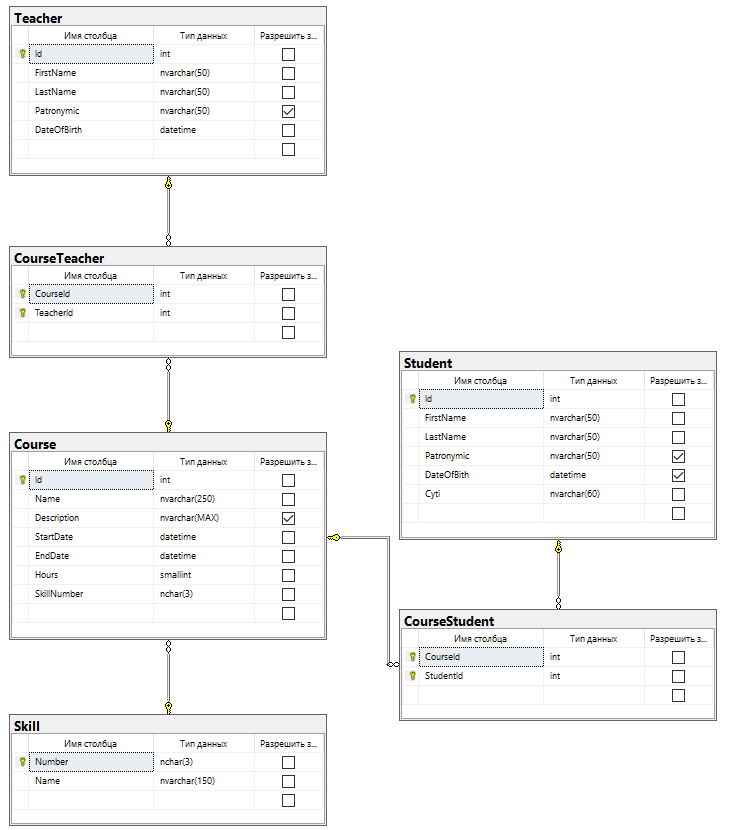 Teacher
Имя столбца Тип данных Разрешить з...
Id int
FirstName nvarchar(50)
LastName nvarchar(50)
Patronymic nvarchar(50)
DateOfBirth datetime
CourseTeacher
Имя столбца Тип данных Разрешить з...
CourseId int
TeacherId int
Course
Имя столбца Тип данных Разрешить з...
Id int
Name nvarchar(250)
Description nvarchar(MAX)
StartDate datetime
EndDate datetime
Hours smallint
SkillNumber nchar(3)
Skill
Имя столбца Тип данных Разрешить з...
Number nchar(3)
Name nvarchar(150)
Student
Имя столбца Тип данных Разрешить з...
Id int
FirstName nvarchar(50)
LastName nvarchar(50)
Patronymic nvarchar(50)
DateOfBith datetime
Cyti nvarchar(60)
CourseStudent
Имя столбца Тип данных Разрешить з...
CourseId int
StudentId int